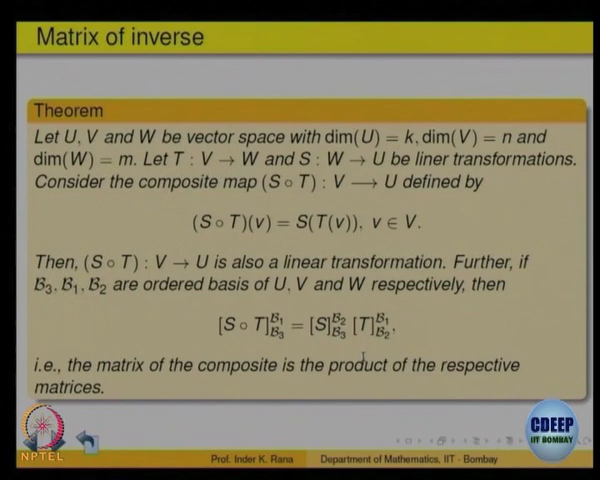 Matrix of inverse
Theorem
Let U, V and W be vector space with dim(U) = k, dim(V) = n and
dim(W) = m. Let T : V → W and S : W → U be liner transformations.
Consider the composite map (S ∘ T) : V ⟶ U defined by
(S ∘ T)(v) = S(T(v)), v ∈ V.
Then, (S ∘ T) : V → U is also a linear transformation. Further, if
ℬ₃, ℬ₁, ℬ₂ are ordered basis of U, V and W respectively, then
[S ∘ T]^{ℬ₁}_{ℬ₃} = [S]^{ℬ₂}_{ℬ₃} [T]^{ℬ₁}_{ℬ₂},
i.e., the matrix of the composite is the product of the respective
matrices.
NPTEL
CDEEP
IIT BOMBAY
Prof. Inder K. Rana Department of Mathematics, IIT - Bombay